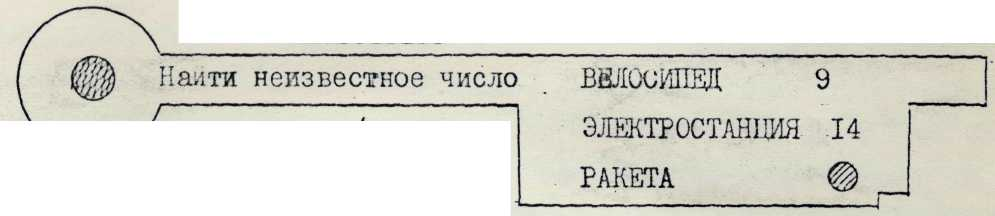 Найти неизвестное число ВЕЛОСИПЕД 9
ЭЛЕКТРОСТАНЦИЯ I4
РАКЕТА